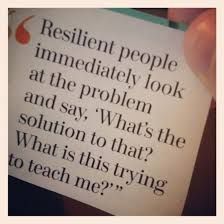 “Resilient people
immediately look
at the problem
and say, ‘What’s the
solution to that?
What is this trying
to teach me?’”